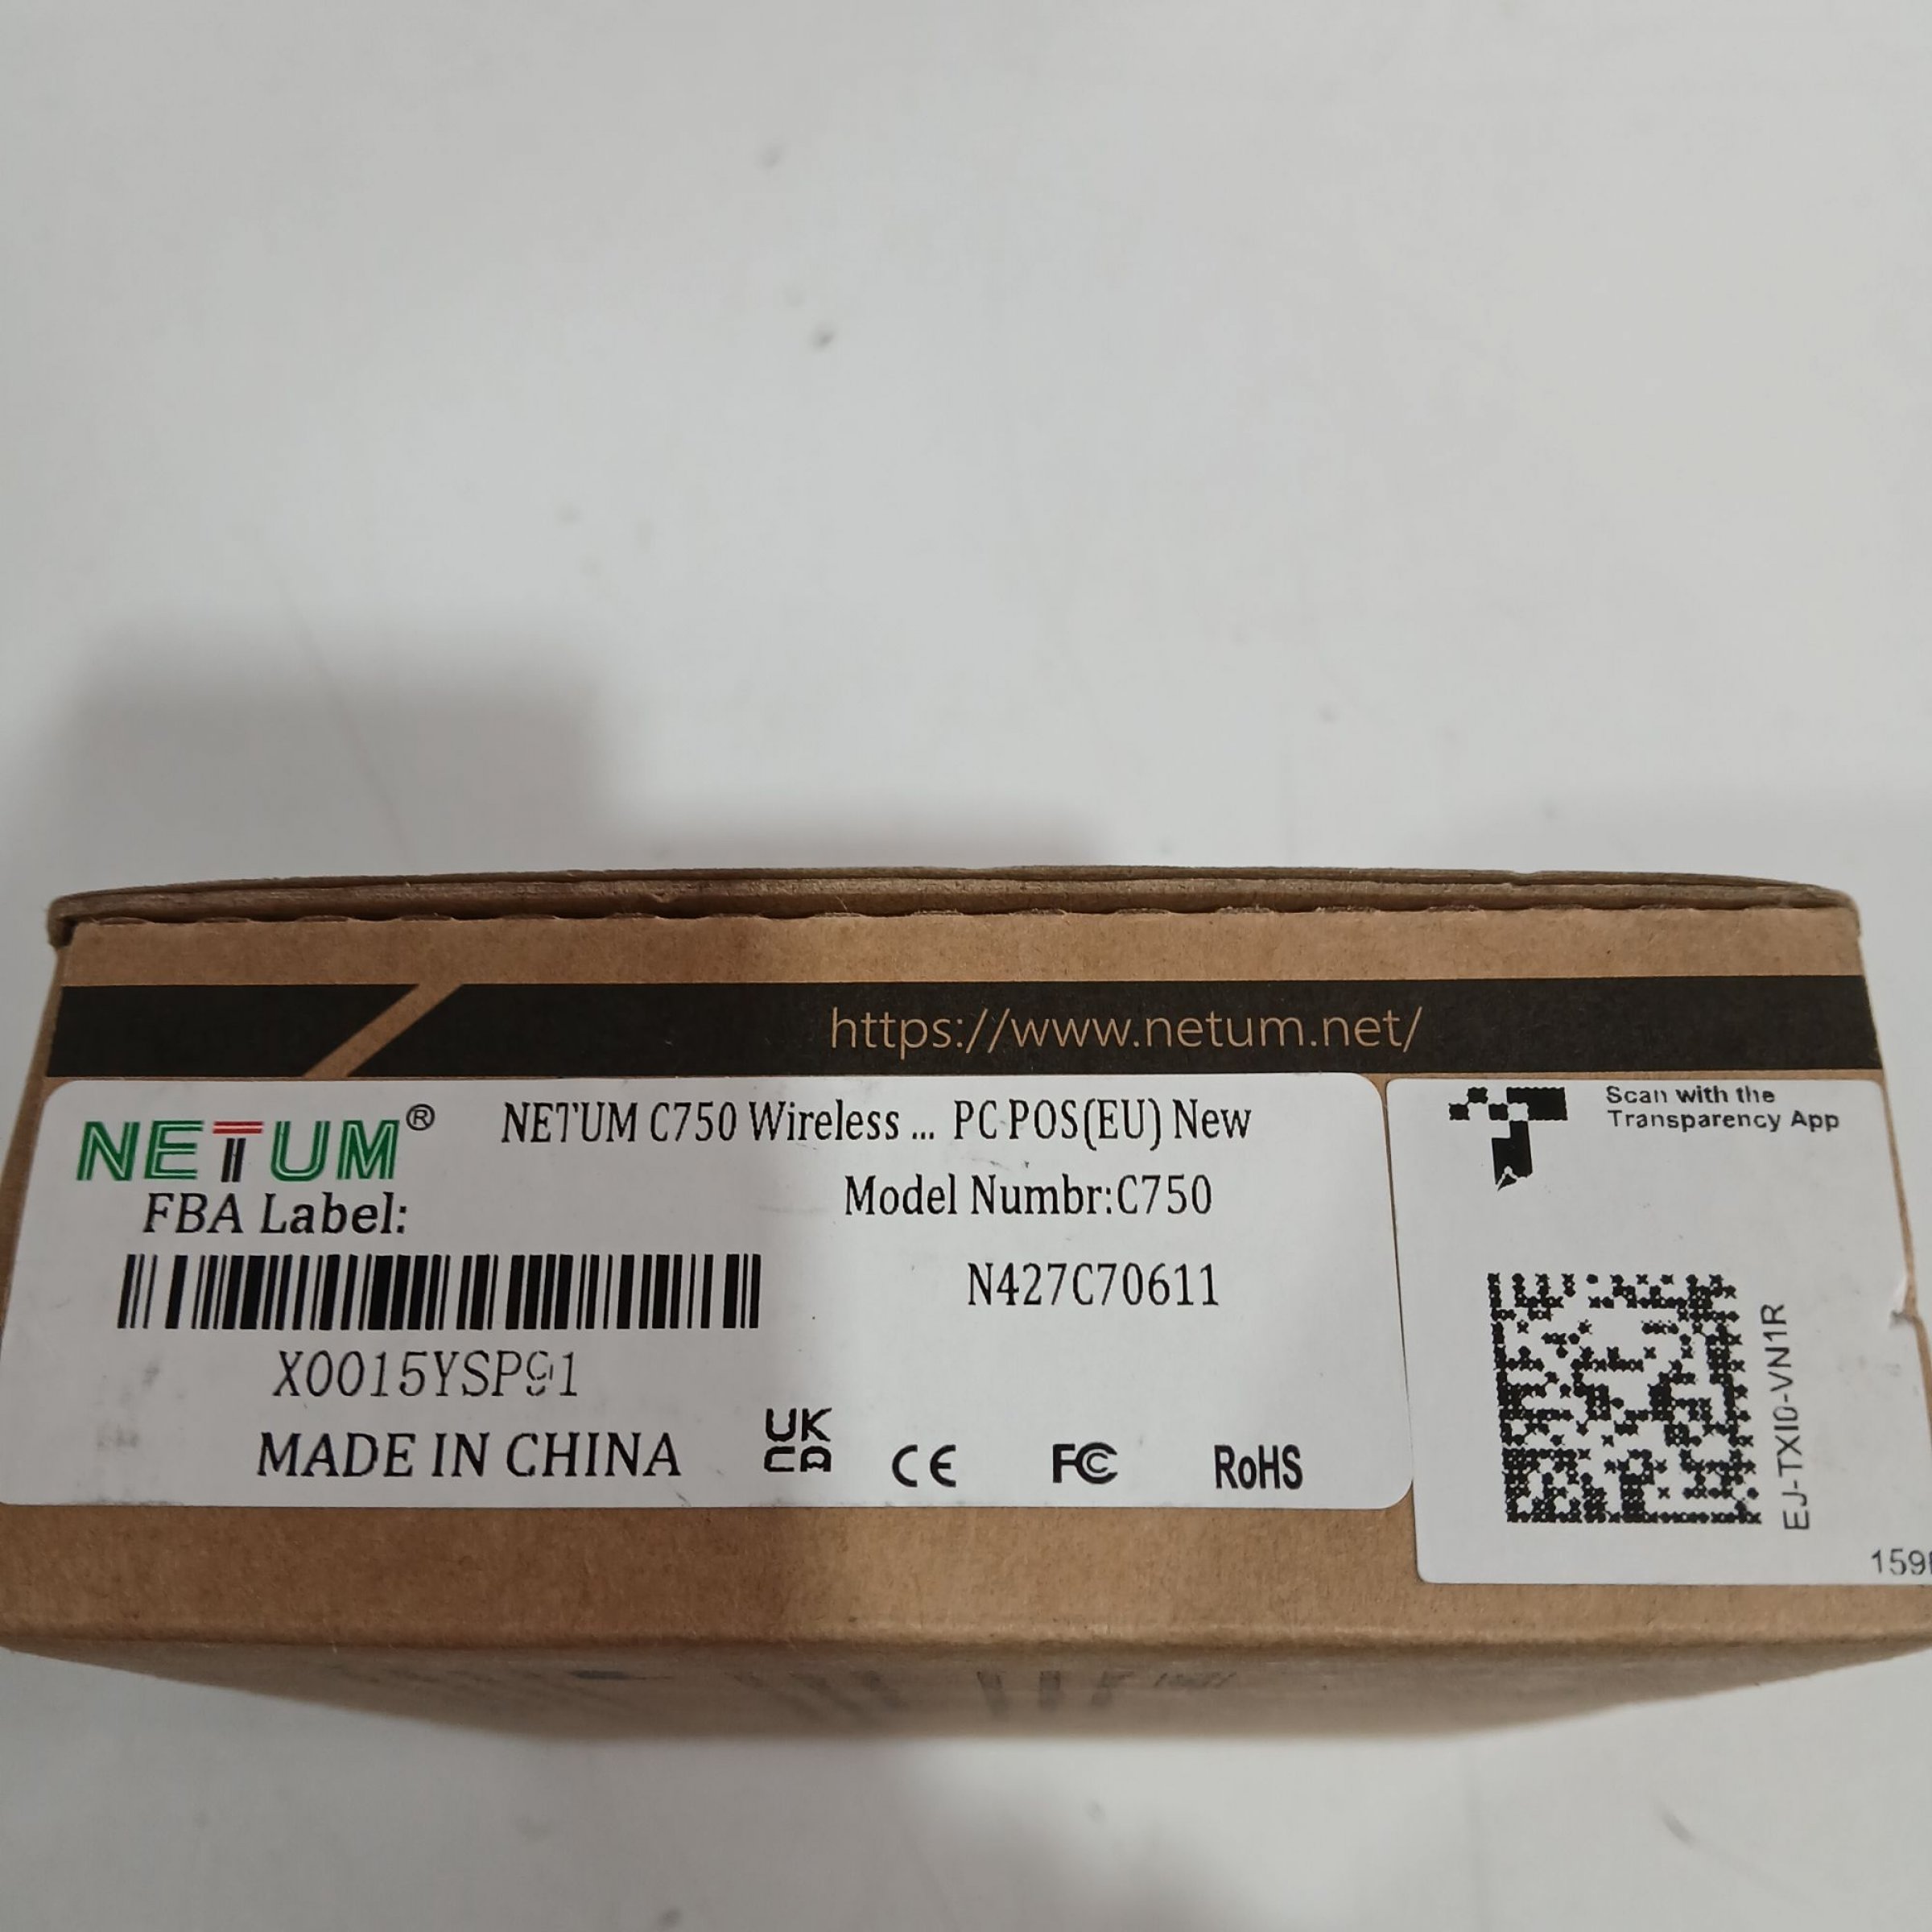 https://www.netum.net/
NETUM®
NETUM C750 Wireless ... PC POS(EU) New
Model Numbr:C750
FBA Label:
N427C70611
X0015YSP91
MADE IN CHINA
UK
CA
CE
FC
RoHS
Scan with the
Transparency App
EJ-TXI0-VN1R